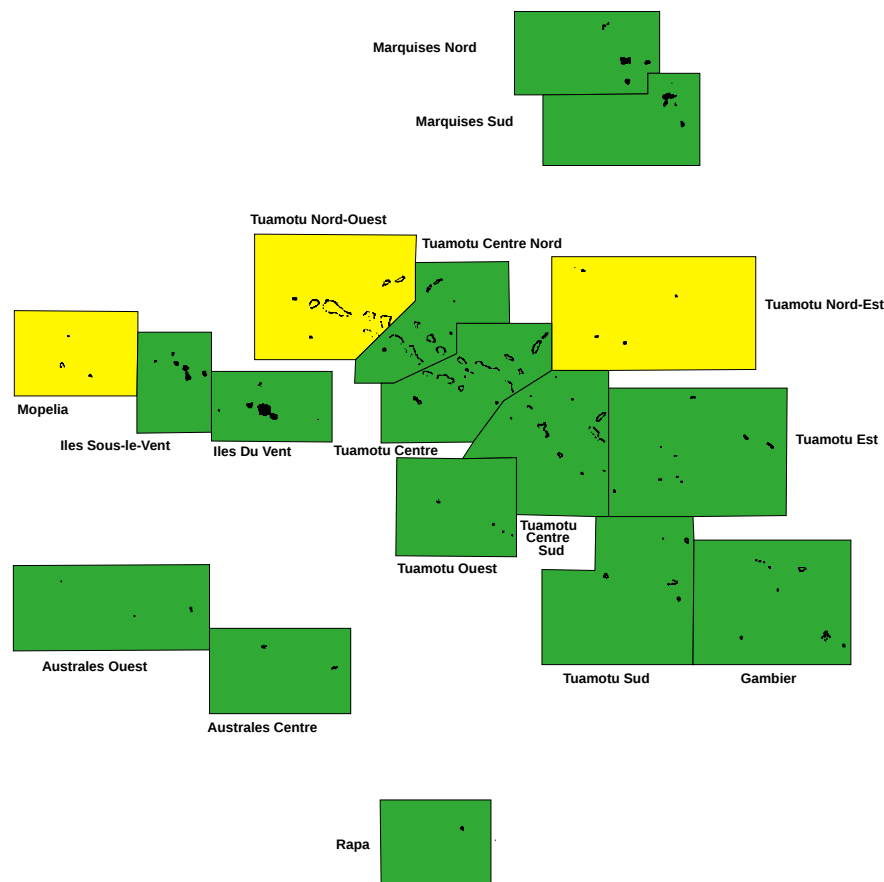 Marquises Nord
Marquises Sud
Tuamotu Nord-Ouest
Tuamotu Centre Nord
Tuamotu Nord-Est
Mopelia
Iles Sous-le-Vent
Iles Du Vent
Tuamotu Centre
Tuamotu Est
Tuamotu
Centre
Sud
Tuamotu Ouest
Australes Ouest
Tuamotu Sud
Gambier
Australes Centre
Rapa